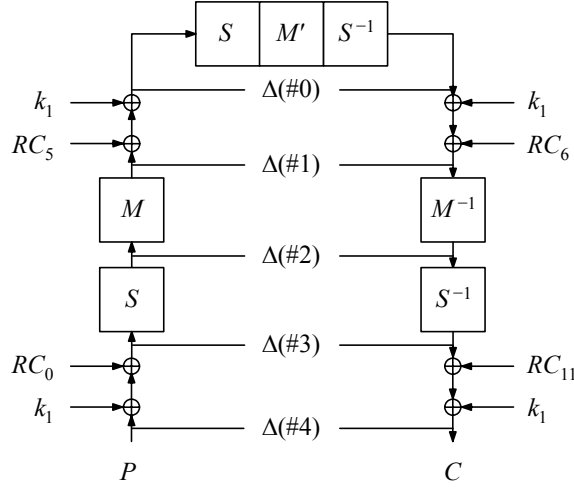 S M′ S⁻¹
Δ(#0)
k₁ k₁
RC₅ RC₆
Δ(#1)
M M⁻¹
Δ(#2)
S S⁻¹
Δ(#3)
RC₀ RC₁₁
k₁ k₁
Δ(#4)
P C